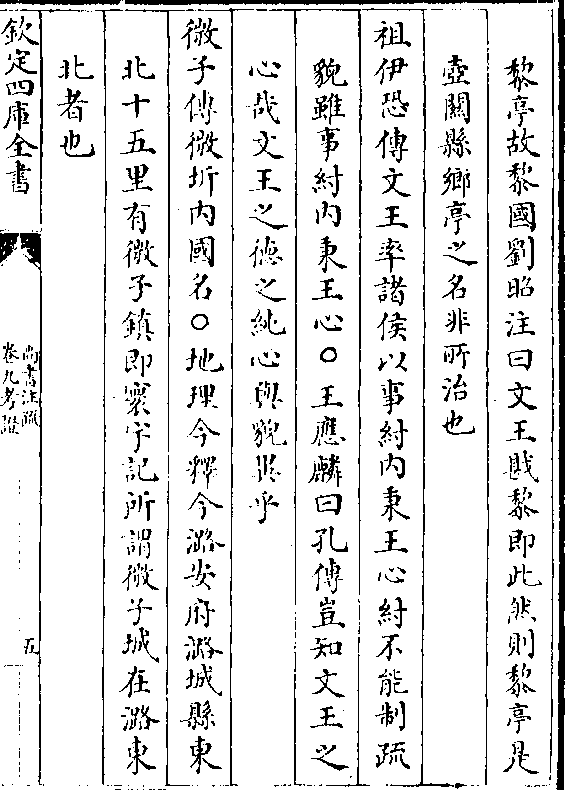 黎亭故黎國劉昭注曰文王戡黎即此然則黎亭是
壺關縣鄉亭之名非所治也
祖伊恐傳文王率諸侯以事紂内秉王心紂不能制疏
貌雖事紂内秉王心○王應麟曰孔傳豈知文王之
心哉文王之德之純心與貌異乎
微子傳微圻内國名○地理今釋今潞安府潞城縣東
北十五里有微子鎮即寰宇記所謂微子城在潞東
北者也
欽定四庫全書
尚書注疏
卷九考證
五